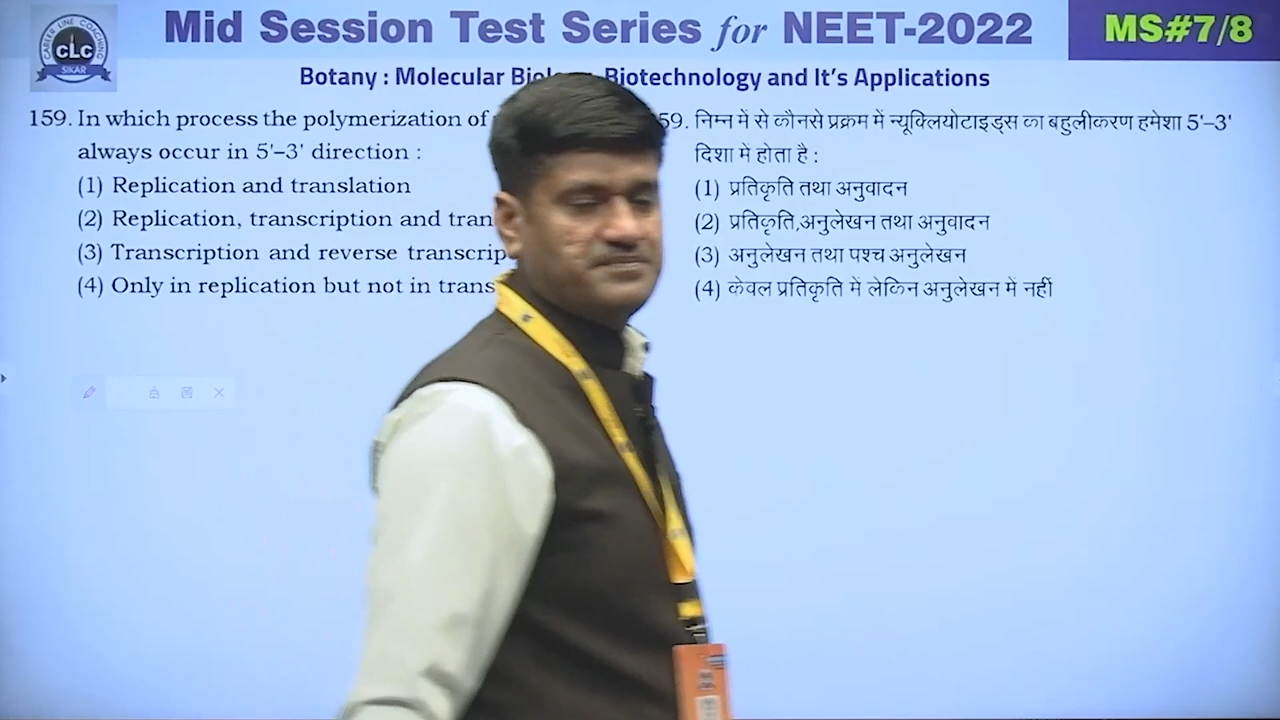 Mid Session Test Series for NEET-2022
MS#7/8
CAREER LINE COACHING
CLC
SIKAR
Botany : Molecular Biotechnology and It's Applications
159. In which process the polymerization of
always occur in 5'–3' direction :
(1) Replication and translation
(2) Replication, transcription and
(3) Transcription and reverse
(4) Only in replication but not in
59. निम्न में से कौनसे प्रक्रम में न्यूक्लियोटाइड्स का बहुलीकरण हमेशा 5'–3'
दिशा में होता है :
(1) प्रतिकृति तथा अनुवादन
(2) प्रतिकृति,अनुलेखन तथा अनुवादन
(3) अनुलेखन तथा पश्च अनुलेखन
(4) केवल प्रतिकृति में लेकिन अनुलेखन में नहीं